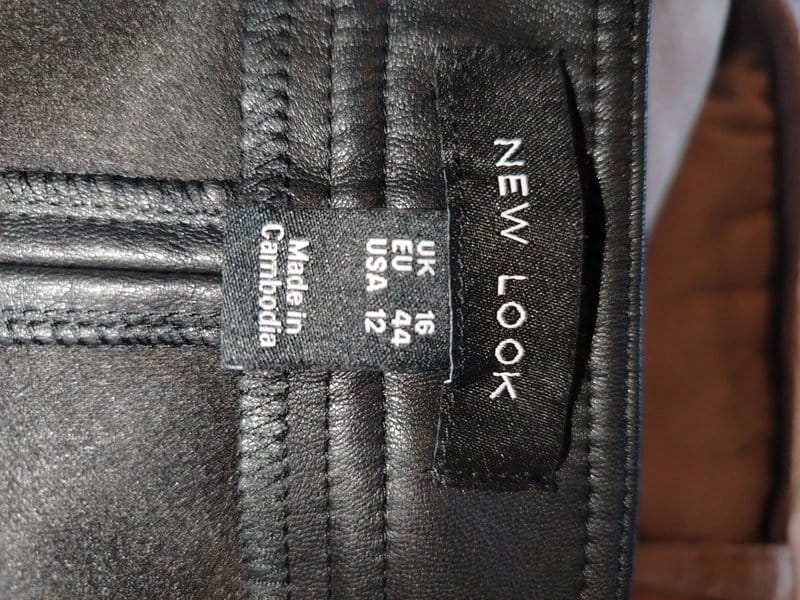 NEW LOOK
UK 16
EU 44
USA 12
Made in
Cambodia